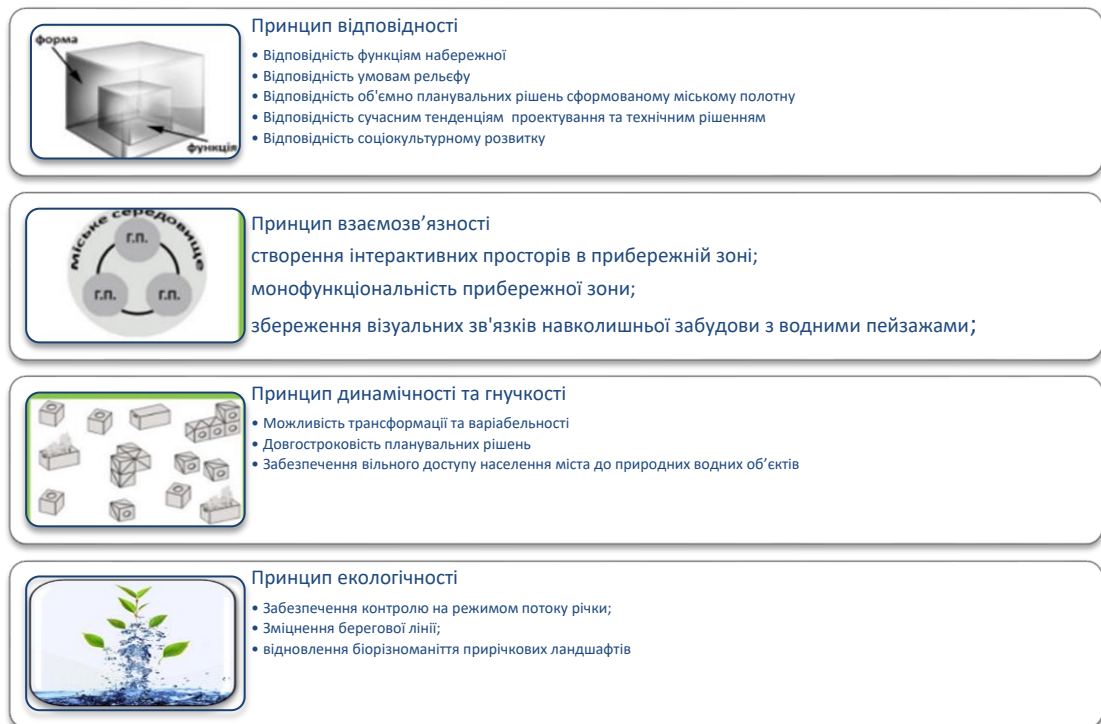 форма
функція
Принцип відповідності
• Відповідність функціям набережної
• Відповідність умовам рельєфу
• Відповідність об'ємно планувальних рішень сформованому міському полотну
• Відповідність сучасним тенденціям проектування та технічним рішенням
• Відповідність соціокультурному розвитку
міське середовище
г.п.
г.п. г.п.
Принцип взаємозв’язності
створення інтерактивних просторів в прибережній зоні;
монофункціональність прибережної зони;
збереження візуальних зв'язків навколишньої забудови з водними пейзажами;
Принцип динамічності та гнучкості
• Можливість трансформації та варіабельності
• Довгостроковість планувальних рішень
• Забезпечення вільного доступу населення міста до природних водних об’єктів
Принцип екологічності
• Забезпечення контролю на режимом потоку річки;
• Зміцнення берегової лінії;
• відновлення біорізноманіття прирічкових ландшафтів